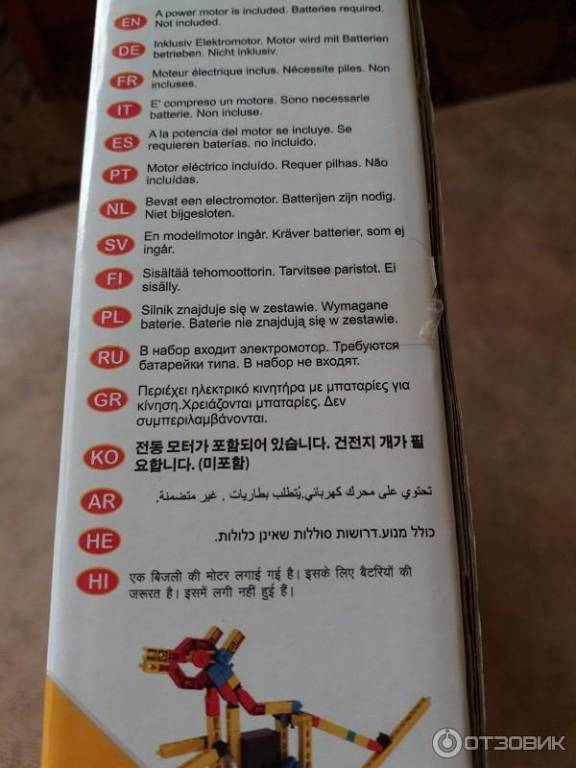 EN A power motor is included. Batteries required.
Not included.
DE Inklusiv Elektromotor. Motor wird mit Batterien
betrieben. Nicht inklusiv.
FR Moteur électrique inclus. Nécessite piles. Non
incluses.
IT E' compreso un motore. Sono necessarie
batterie. Non incluse.
ES A la potencia del motor se incluye. Se
requieren baterías. no incluido.
PT Motor eléctrico incluído. Requer pilhas. Não
incluídas.
NL Bevat een electromotor. Batterijen zijn nodig.
Niet bijgesloten.
SV En modellmotor ingår. Kräver batterier, som ej
ingår.
FI Sisältää tehomoottorin. Tarvitsee paristot. Ei
sisälly.
PL Silnik znajduje się w zestawie. Wymagane
baterie. Baterie nie znajdują się w zestawie.
RU В набор входит электромотор. Требуются
батарейки типа. В набор не входят.
GR Περιέχει ηλεκτρικό κινητήρα με μπαταρίες για
κίνηση.Χρειάζονται μπαταρίες. Δεν
συμπεριλαμβάνονται.
KO 전동 모터가 포함되어 있습니다. 건전지 개가 필
요합니다. (미포함)
AR تحتوي على محرك كهربائي.يُتطلب بطاريات . غير متضمنة.
HE כולל מנוע.דרושות סוללות שאינן כלולות.
HI एक बिजली की मोटर लगाई गई है। इसके लिए बैटरियों की
जरूरत है। इसमें लगी नहीं हुई हैं।
ОТЗОВИК